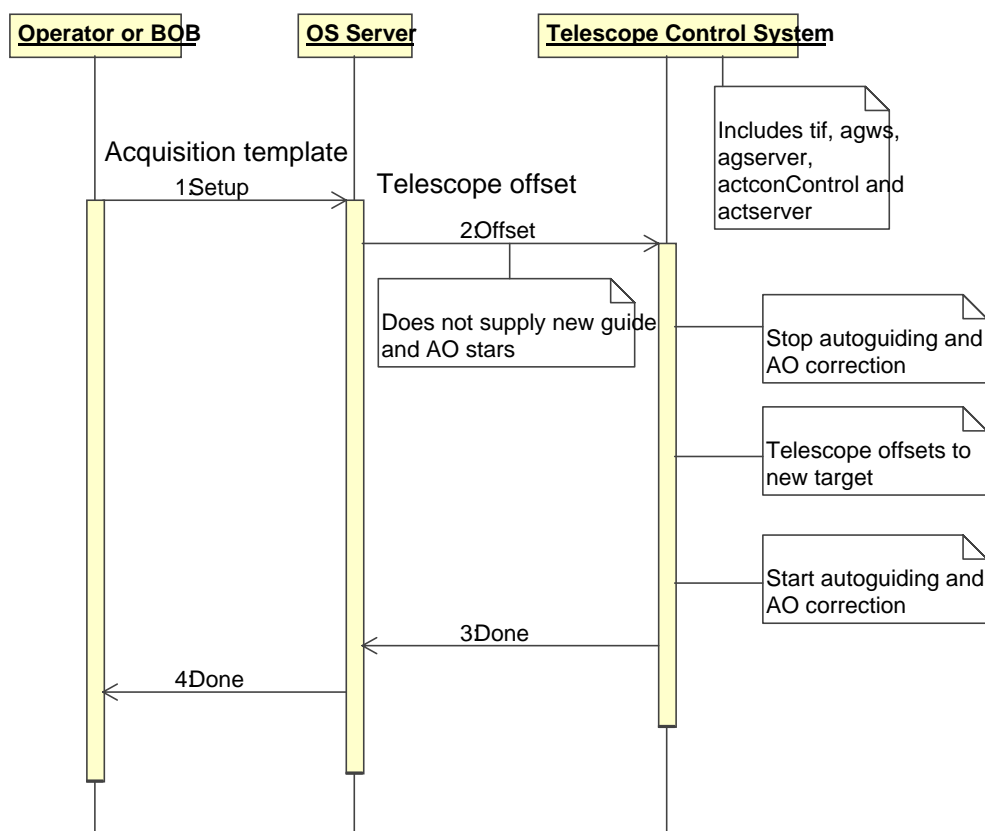 Operator or BOB
OS Server
Telescope Control System
Includes tif, agws,
agserver,
actconControl and
actserver
Acquisition template
1:Setup
Telescope offset
2:Offset
Does not supply new guide
and AO stars
Stop autoguiding and
AO correction
Telescope offsets to
new target
Start autoguiding and
AO correction
3:Done
4:Done